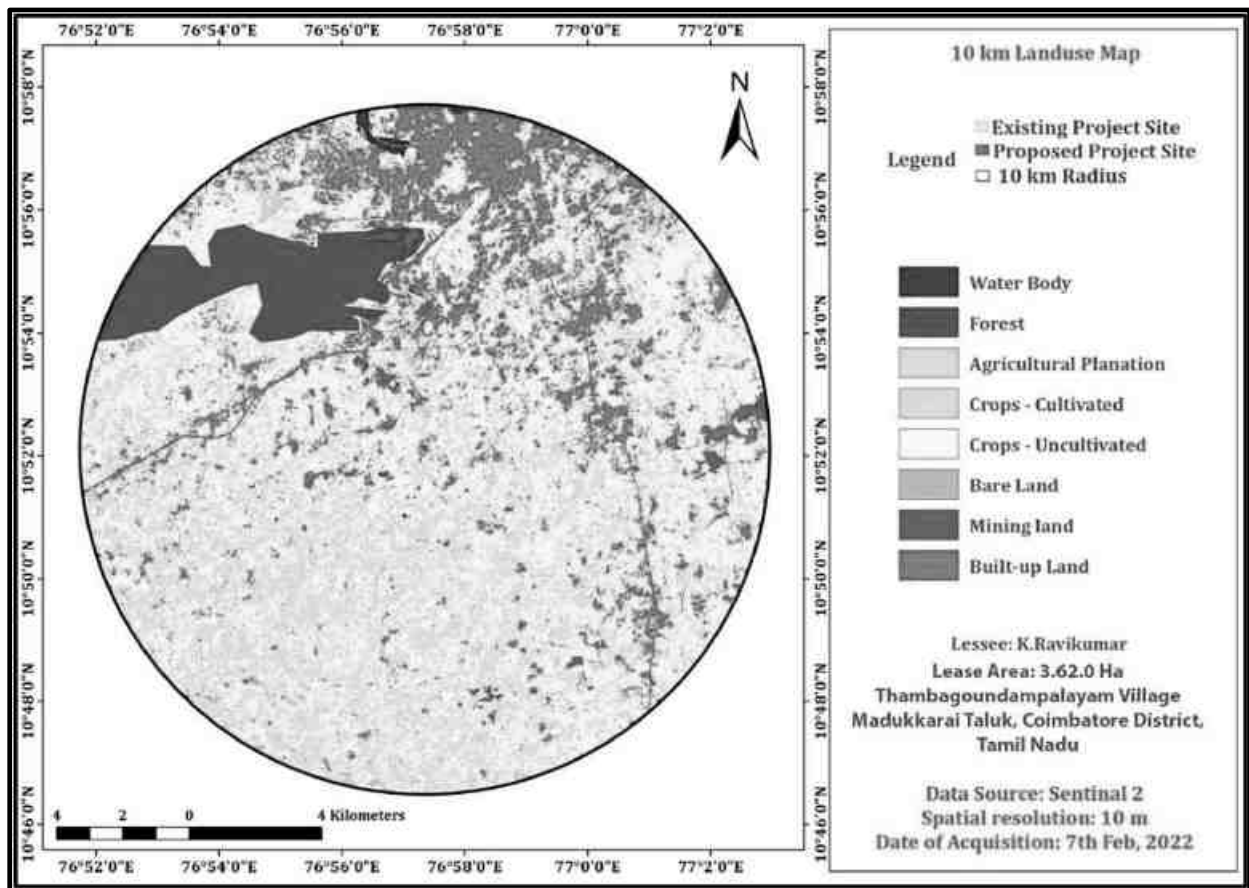 76°52'0"E 76°54'0"E 76°56'0"E 76°58'0"E 77°0'0"E 77°2'0"E
10°58'0"N
10°56'0"N
10°54'0"N
10°52'0"N
10°50'0"N
10°48'0"N
10°46'0"N
N
10°58'0"N
10°56'0"N
10°54'0"N
10°52'0"N
10°50'0"N
10°48'0"N
10°46'0"N
4 2 0 4 Kilometers
76°52'0"E 76°54'0"E 76°56'0"E 76°58'0"E 77°0'0"E 77°2'0"E
10 km Landuse Map
Legend
Existing Project Site
Proposed Project Site
10 km Radius
Water Body
Forest
Agricultural Planation
Crops - Cultivated
Crops - Uncultivated
Bare Land
Mining land
Built-up Land
Lessee: K.Ravikumar
Lease Area: 3.62.0 Ha
Thambagoundampalayam Village
Madukkarai Taluk, Coimbatore District,
Tamil Nadu
Data Source: Sentinal 2
Spatial resolution: 10 m
Date of Acquisition: 7th Feb, 2022